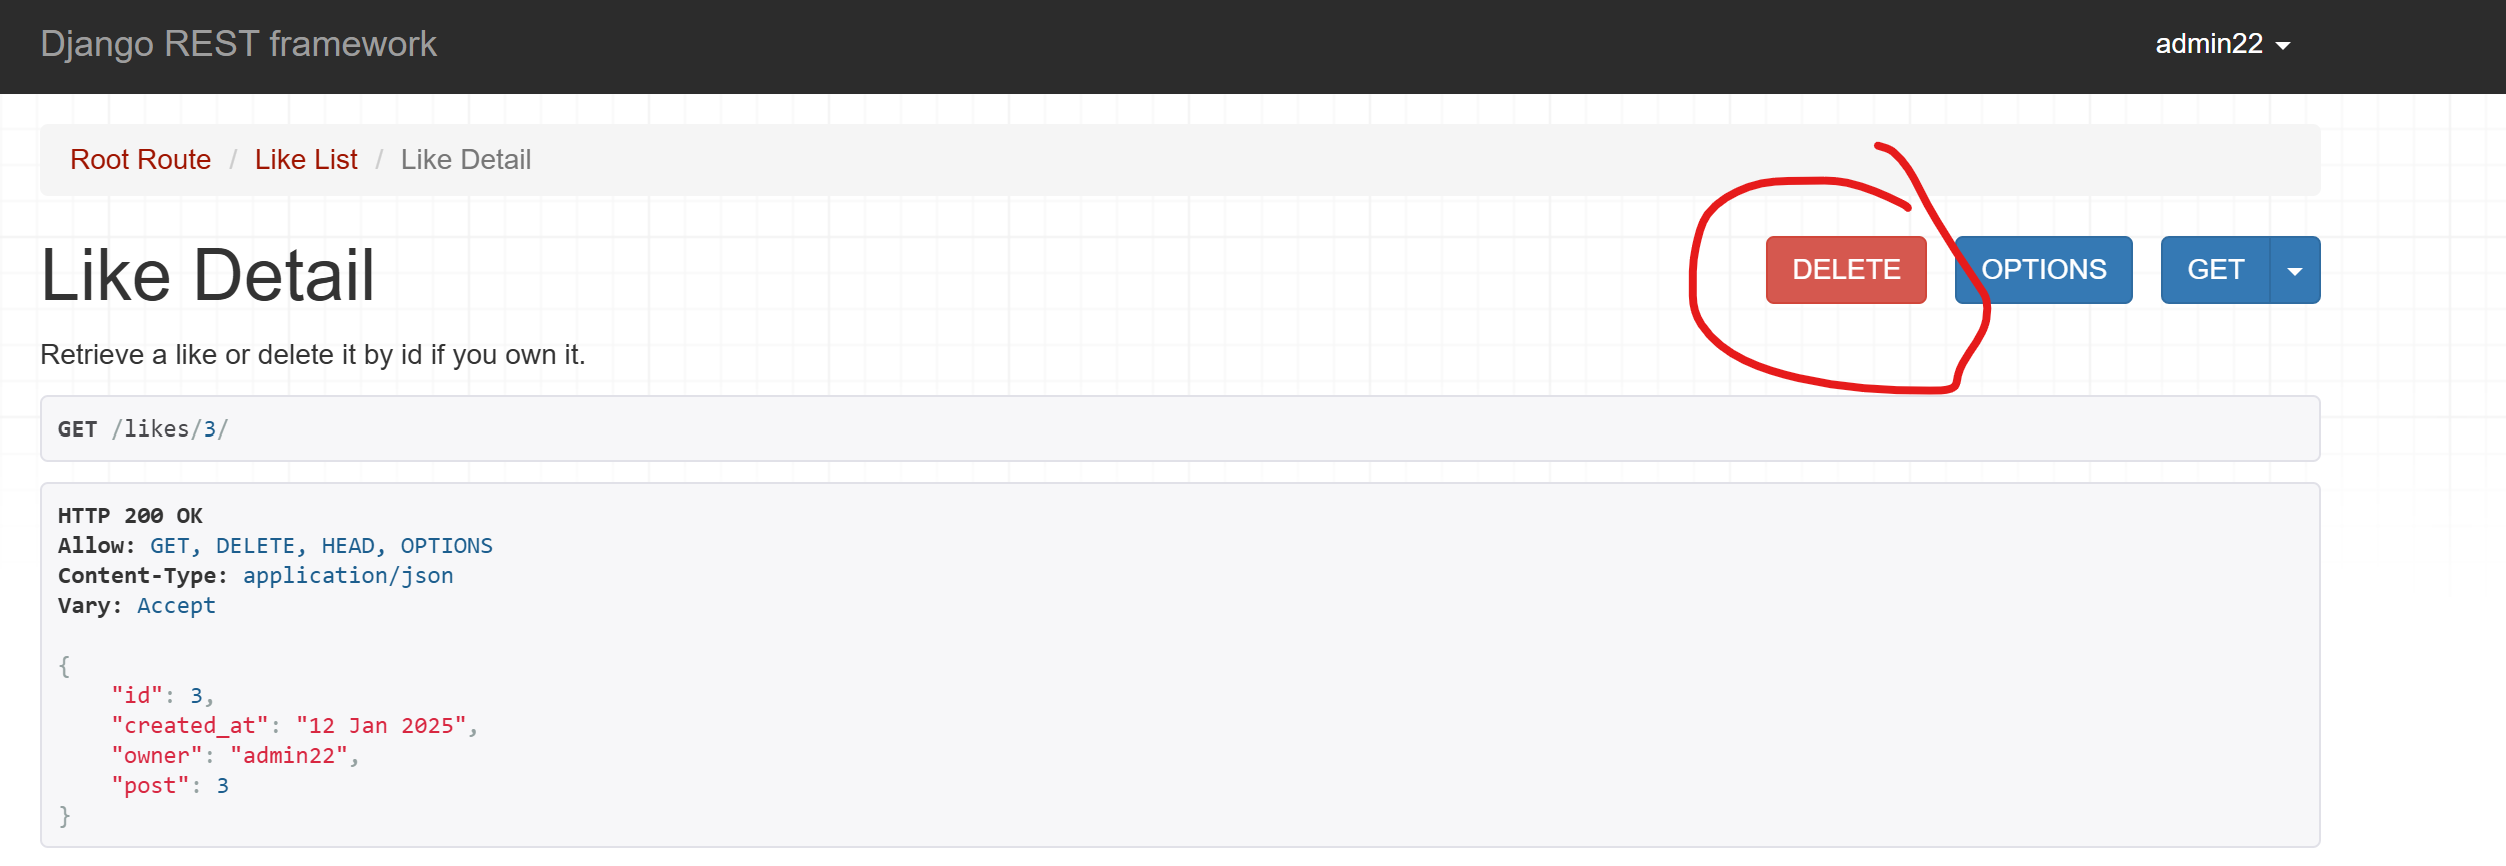 Django REST framework
admin22
Root Route / Like List / Like Detail
Like Detail
DELETE
OPTIONS
GET
Retrieve a like or delete it by id if you own it.
GET /likes/3/
HTTP 200 OK
Allow: GET, DELETE, HEAD, OPTIONS
Content-Type: application/json
Vary: Accept
{
    "id": 3,
    "created_at": "12 Jan 2025",
    "owner": "admin22",
    "post": 3
}